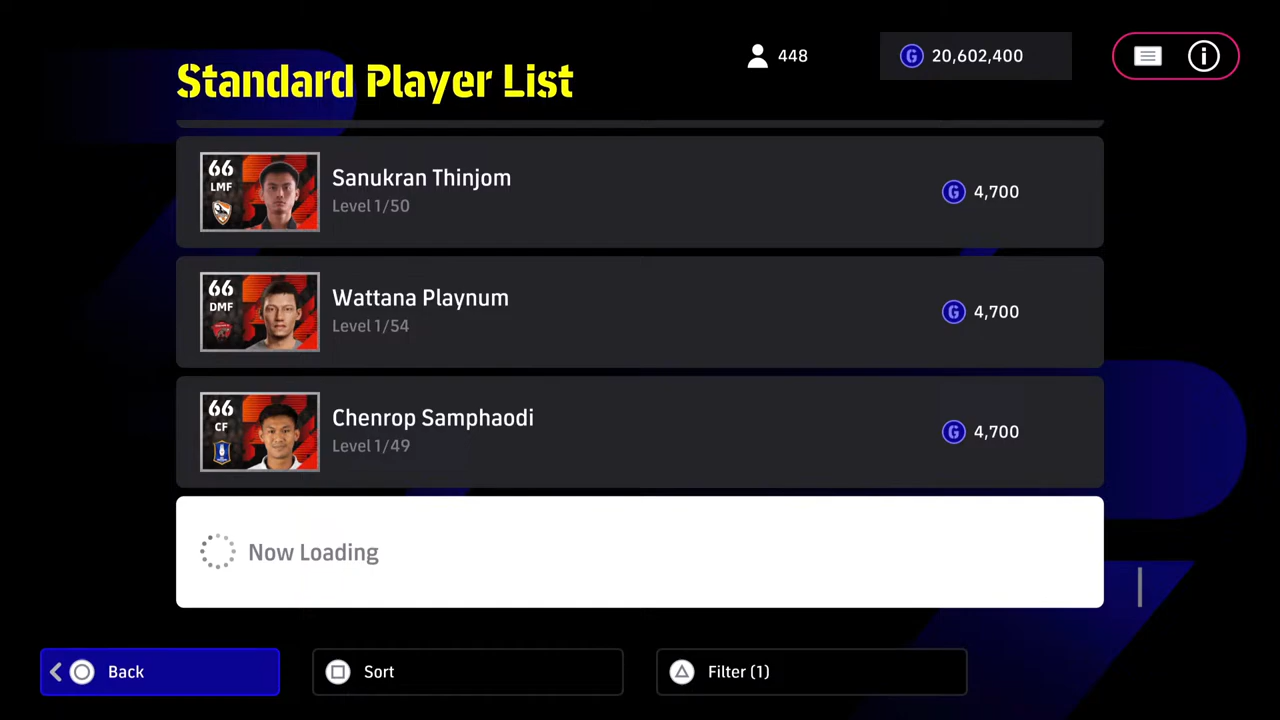 Standard Player List
448
20,602,400
66
LMF
Sanukran Thinjom
Level 1/50
4,700
66
DMF
Wattana Playnum
Level 1/54
4,700
66
CF
Chenrop Samphaodi
Level 1/49
4,700
Now Loading
Back
Sort
Filter (1)